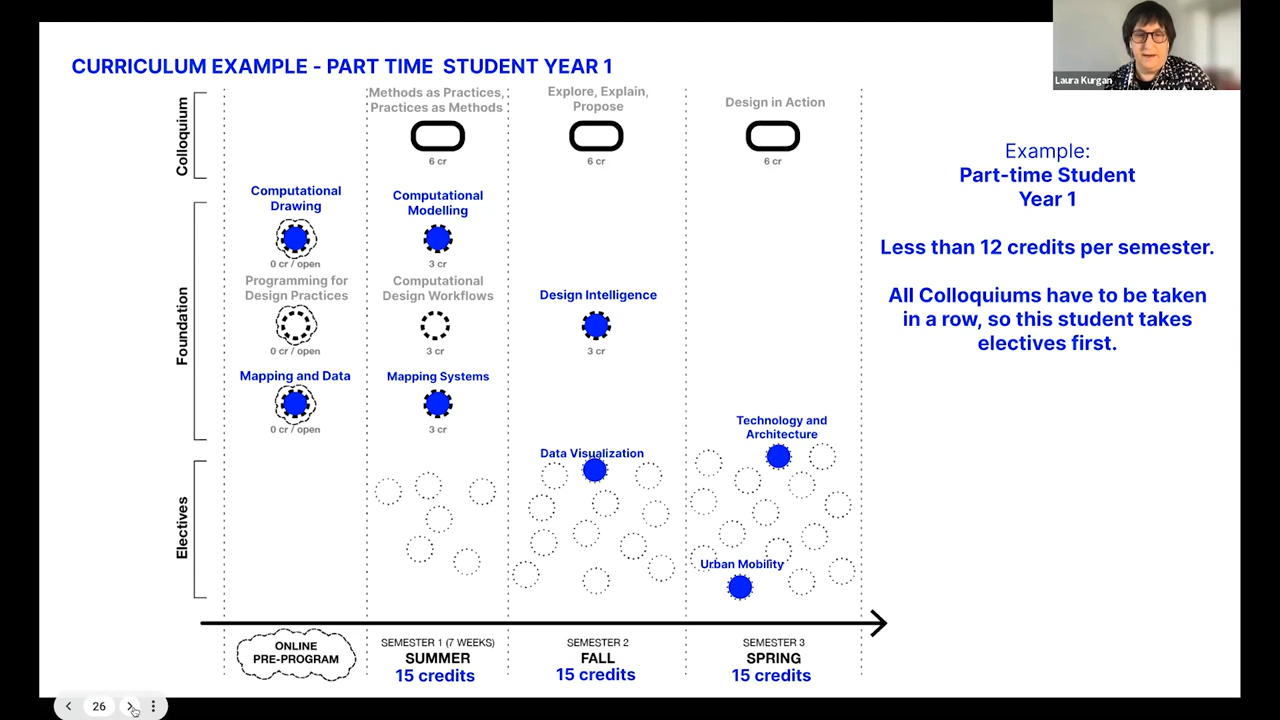 CURRICULUM EXAMPLE - PART TIME STUDENT YEAR 1
Laura Kurgan
Colloquium
Methods as Practices,
Practices as Methods
6 cr
Explore, Explain,
Propose
6 cr
Design in Action
6 cr
Example:
Part-time Student
Year 1
Less than 12 credits per semester.
All Colloquiums have to be taken
in a row, so this student takes
electives first.
Foundation
Computational
Drawing
0 cr / open
Computational
Modelling
3 cr
Programming for
Design Practices
0 cr / open
Computational
Design Workflows
3 cr
Design Intelligence
3 cr
Mapping and Data
0 cr / open
Mapping Systems
3 cr
Electives
Data Visualization
Technology and
Architecture
Urban Mobility
ONLINE
PRE-PROGRAM
SEMESTER 1 (7 WEEKS)
SUMMER
15 credits
SEMESTER 2
FALL
15 credits
SEMESTER 3
SPRING
15 credits
26